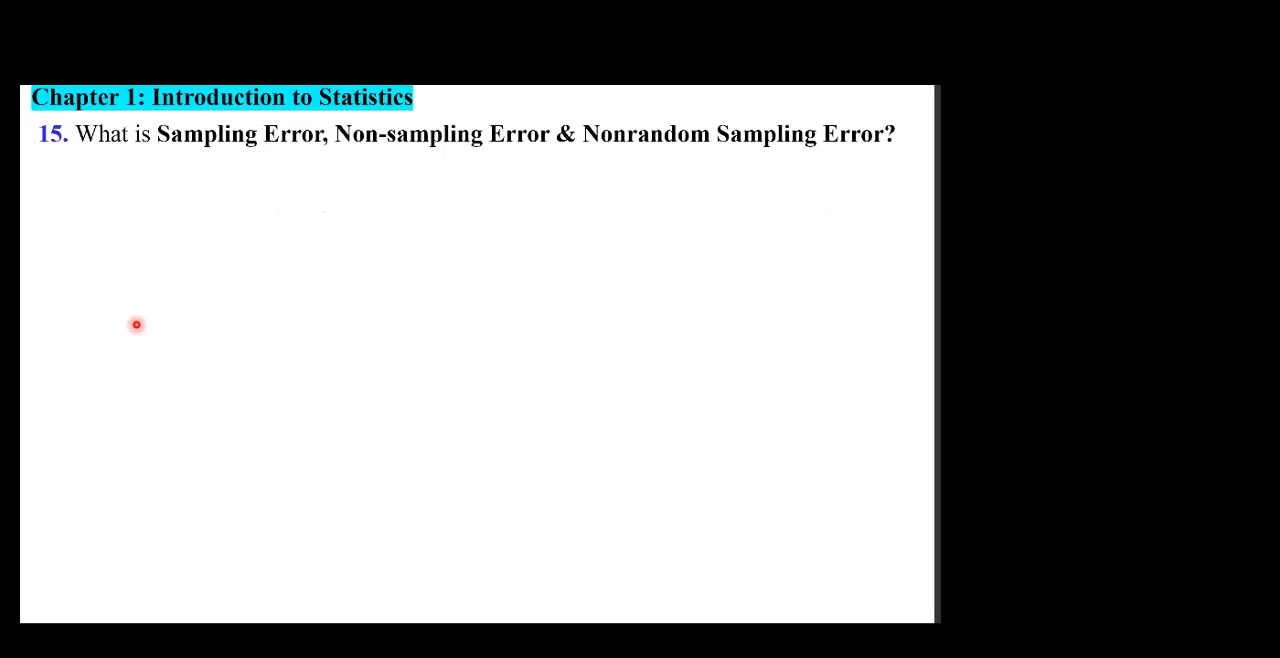 Chapter 1: Introduction to Statistics
15. What is Sampling Error, Non-sampling Error & Nonrandom Sampling Error?